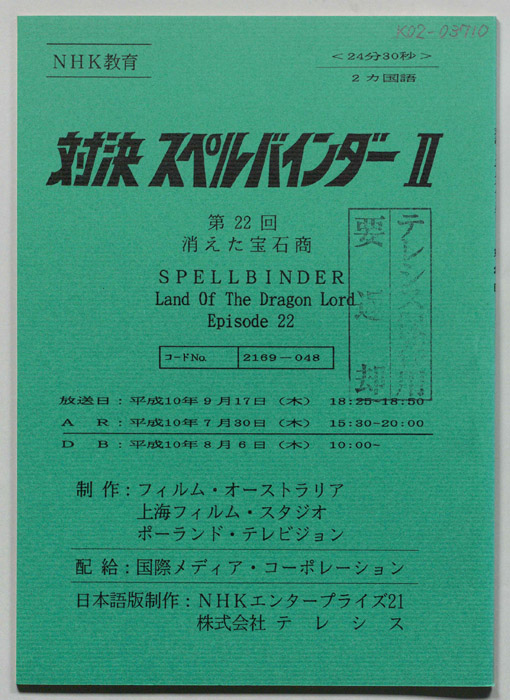 K02-03710
NHK教育
<24分30秒>
2カ国語
対決 スペルバインダー II
第22回
消えた宝石商
SPELLBINDER
Land Of The Dragon Lord
Episode 22
コードNo. 2169-048
要返却
放送日:平成10年9月17日(木) 18:25-18:50
AR:平成10年7月30日(木) 15:30-20:00
DB:平成10年8月6日(木) 10:00~
制作:フィルム・オーストラリア
上海フィルム・スタジオ
ポーランド・テレビジョン
配給:国際メディア・コーポレーション
日本語版制作:NHKエンタープライズ21
株式会社 テレシス